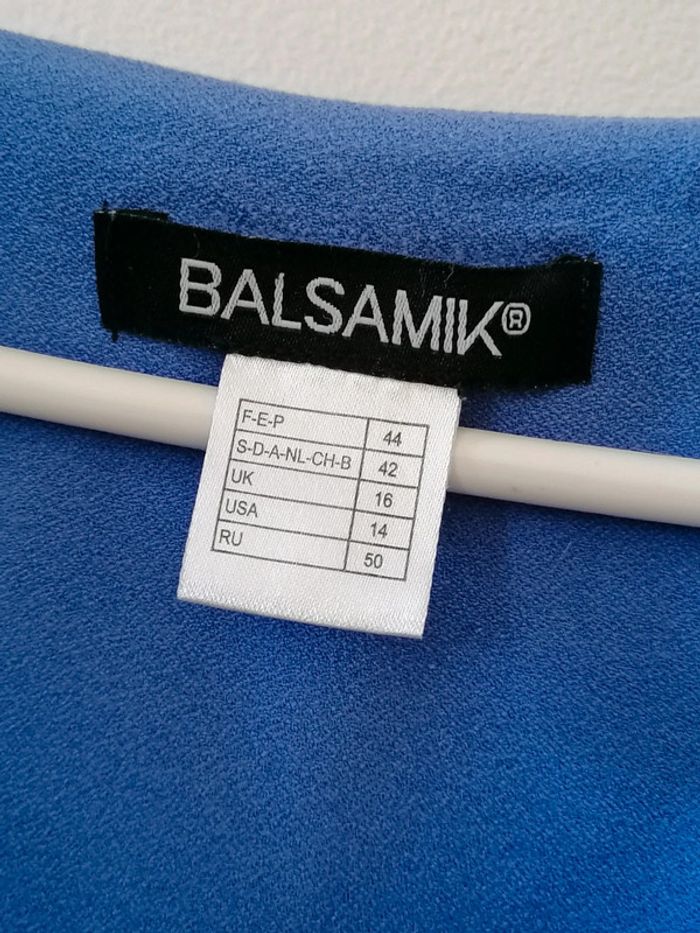 BALSAMIK®
F-E-P 44
S-D-A-NL-CH-B 42
UK 16
USA 14
RU 50